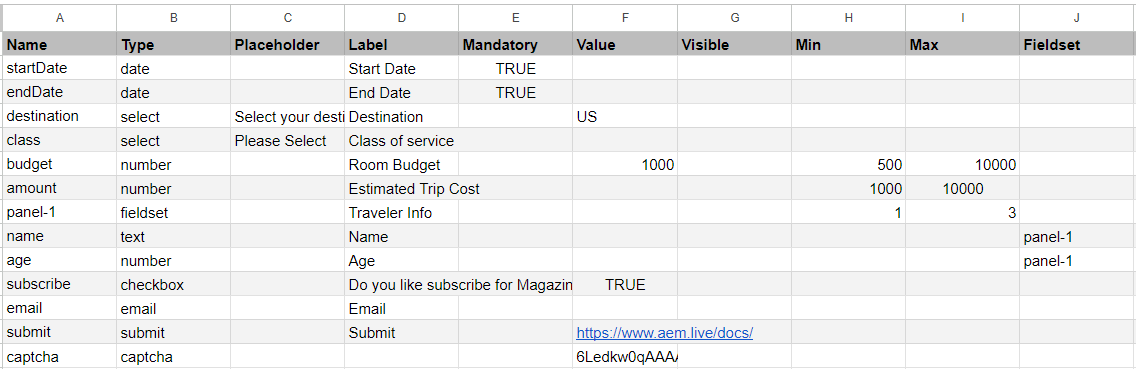 A B C D E F G H I J
Name Type Placeholder Label Mandatory Value Visible Min Max Fieldset
startDate date Start Date TRUE
endDate date End Date TRUE
destination select Select your desti Destination US
class select Please Select Class of service
budget number Room Budget 1000 500 10000
amount number Estimated Trip Cost 1000 10000
panel-1 fieldset Traveler Info 1 3
name text Name panel-1
age number Age panel-1
subscribe checkbox Do you like subscribe for Magazin TRUE
email email Email
submit submit Submit https://www.aem.live/docs/
captcha captcha 6Ledkw0qAAAA